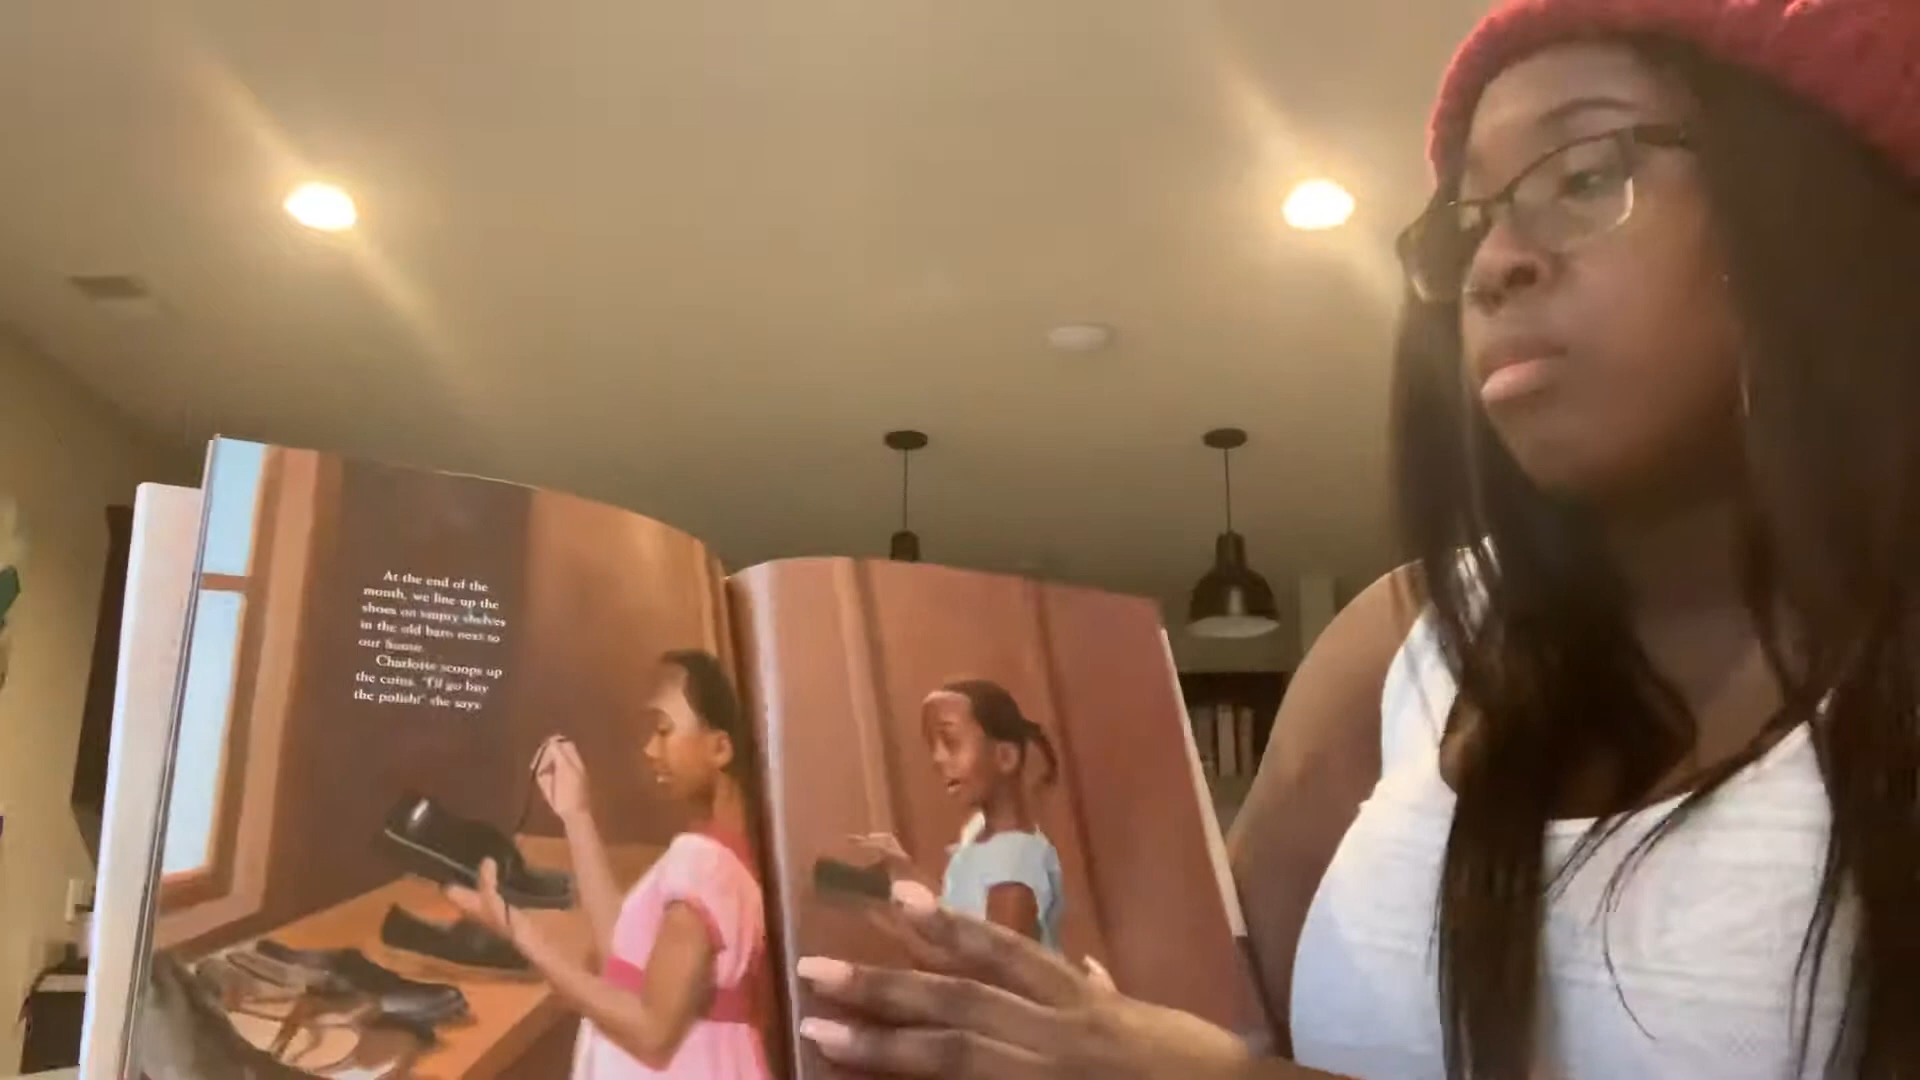 At the end of the
month, we line up the
shoes on empty shelves
in the old barn next to
our house.
Charlotte scoops up
the coins. "I'll go buy
the polish!" she says.